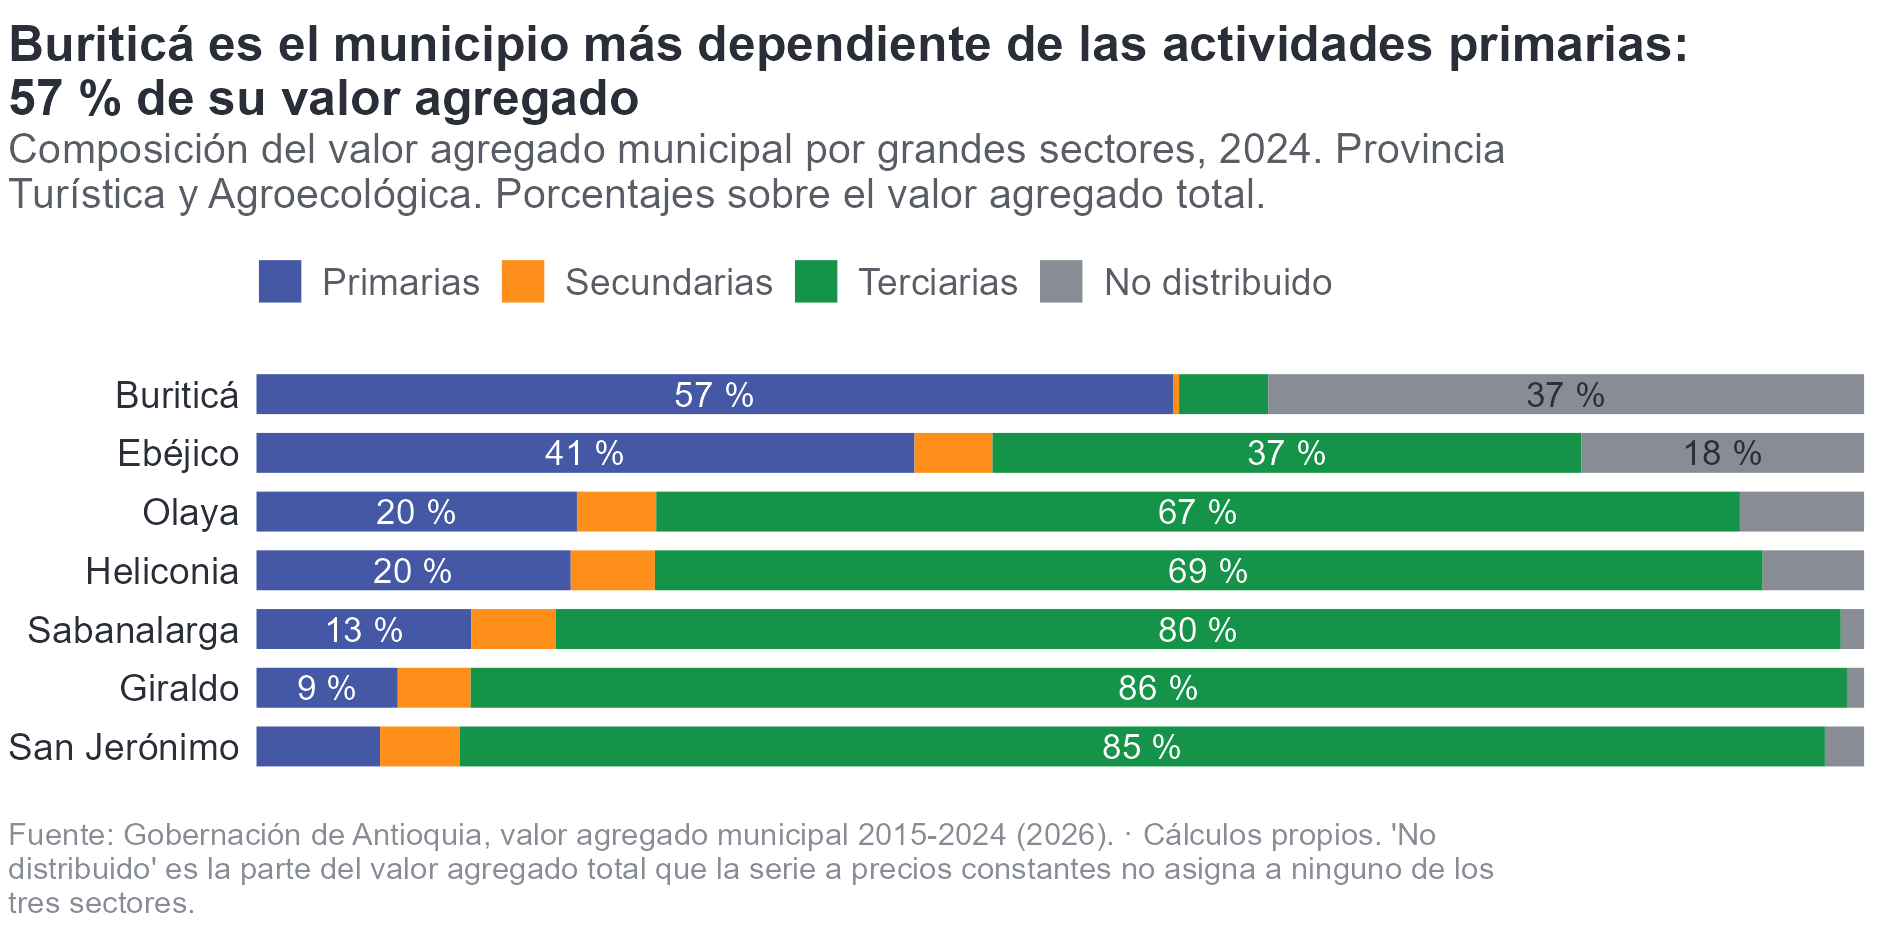 Buriticá es el municipio más dependiente de las actividades primarias:
57 % de su valor agregado
Composición del valor agregado municipal por grandes sectores, 2024. Provincia
Turística y Agroecológica. Porcentajes sobre el valor agregado total.
Primarias Secundarias Terciarias No distribuido
Buriticá 57 % 37 %
Ebéjico 41 % 37 % 18 %
Olaya 20 % 67 %
Heliconia 20 % 69 %
Sabanalarga 13 % 80 %
Giraldo 9 % 86 %
San Jerónimo 85 %
Fuente: Gobernación de Antioquia, valor agregado municipal 2015-2024 (2026). · Cálculos propios. 'No
distribuido' es la parte del valor agregado total que la serie a precios constantes no asigna a ninguno de los
tres sectores.